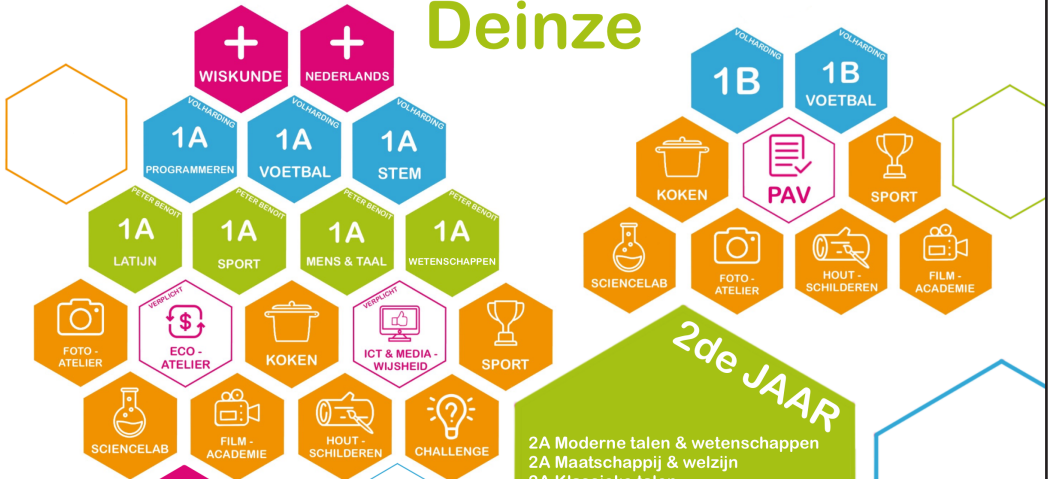 Deinze
WISKUNDE
NEDERLANDS
VOLHARDING
1A
PROGRAMMEREN
VOLHARDING
1A
VOETBAL
VOLHARDING
1A
STEM
PETER BENOIT
1A
LATIJN
PETER BENOIT
1A
SPORT
PETER BENOIT
1A
MENS & TAAL
PETER BENOIT
1A
WETENSCHAPPEN
FOTO -
ATELIER
VERPLICHT
$
ECO -
ATELIER
KOKEN
VERPLICHT
ICT & MEDIA -
WIJSHEID
SPORT
SCIENCELAB
FILM -
ACADEMIE
HOUT -
SCHILDEREN
CHALLENGE
VOLHARDING
1B
VOLHARDING
1B
VOETBAL
KOKEN
PAV
SPORT
SCIENCELAB
FOTO -
ATELIER
HOUT -
SCHILDEREN
FILM -
ACADEMIE
2de JAAR
2A Moderne talen & wetenschappen
2A Maatschappij & welzijn
2A Klassieke talen